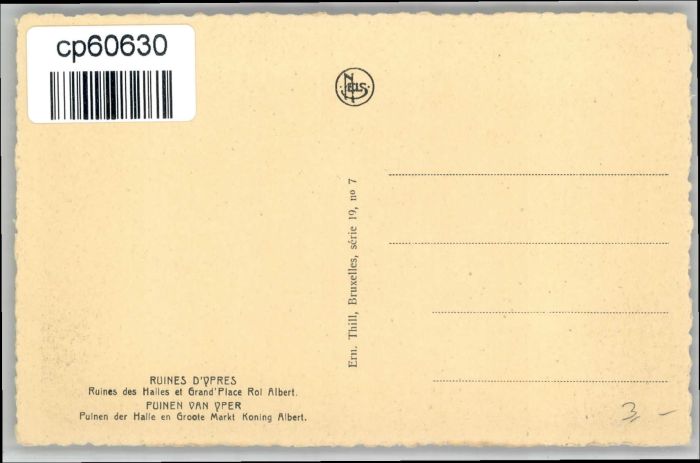 cp60630
NELS
Ern. Thill, Bruxelles, série 19, nº 7
RUINES D'YPRES
Ruines des Halles et Grand'Place Roi Albert.
PUINEN VAN YPER
Puinen der Halle en Groote Markt Koning Albert.
3,-